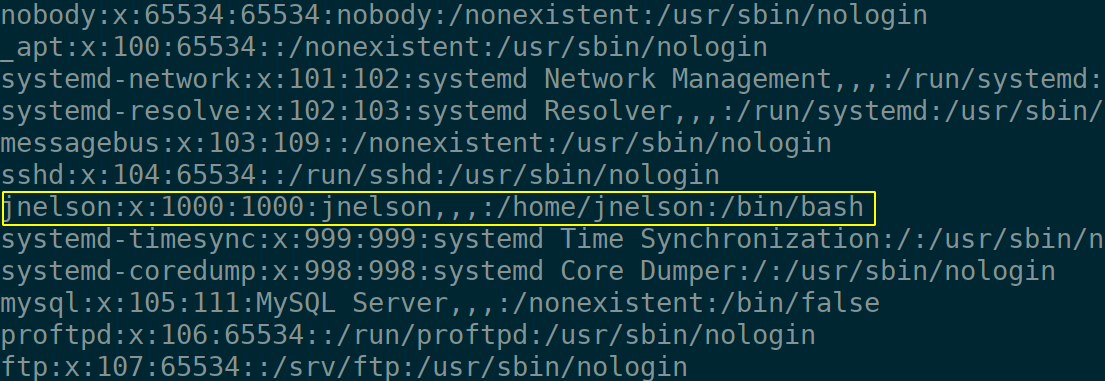 nobody:x:65534:65534:nobody:/nonexistent:/usr/sbin/nologin
_apt:x:100:65534::/nonexistent:/usr/sbin/nologin
systemd-network:x:101:102:systemd Network Management,,,:/run/systemd:
systemd-resolve:x:102:103:systemd Resolver,,,:/run/systemd:/usr/sbin/
messagebus:x:103:109::/nonexistent:/usr/sbin/nologin
sshd:x:104:65534::/run/sshd:/usr/sbin/nologin
jnelson:x:1000:1000:jnelson,,,:/home/jnelson:/bin/bash
systemd-timesync:x:999:999:systemd Time Synchronization:/:/usr/sbin/n
systemd-coredump:x:998:998:systemd Core Dumper:/:/usr/sbin/nologin
mysql:x:105:111:MySQL Server,,,:/nonexistent:/bin/false
proftpd:x:106:65534::/run/proftpd:/usr/sbin/nologin
ftp:x:107:65534::/srv/ftp:/usr/sbin/nologin